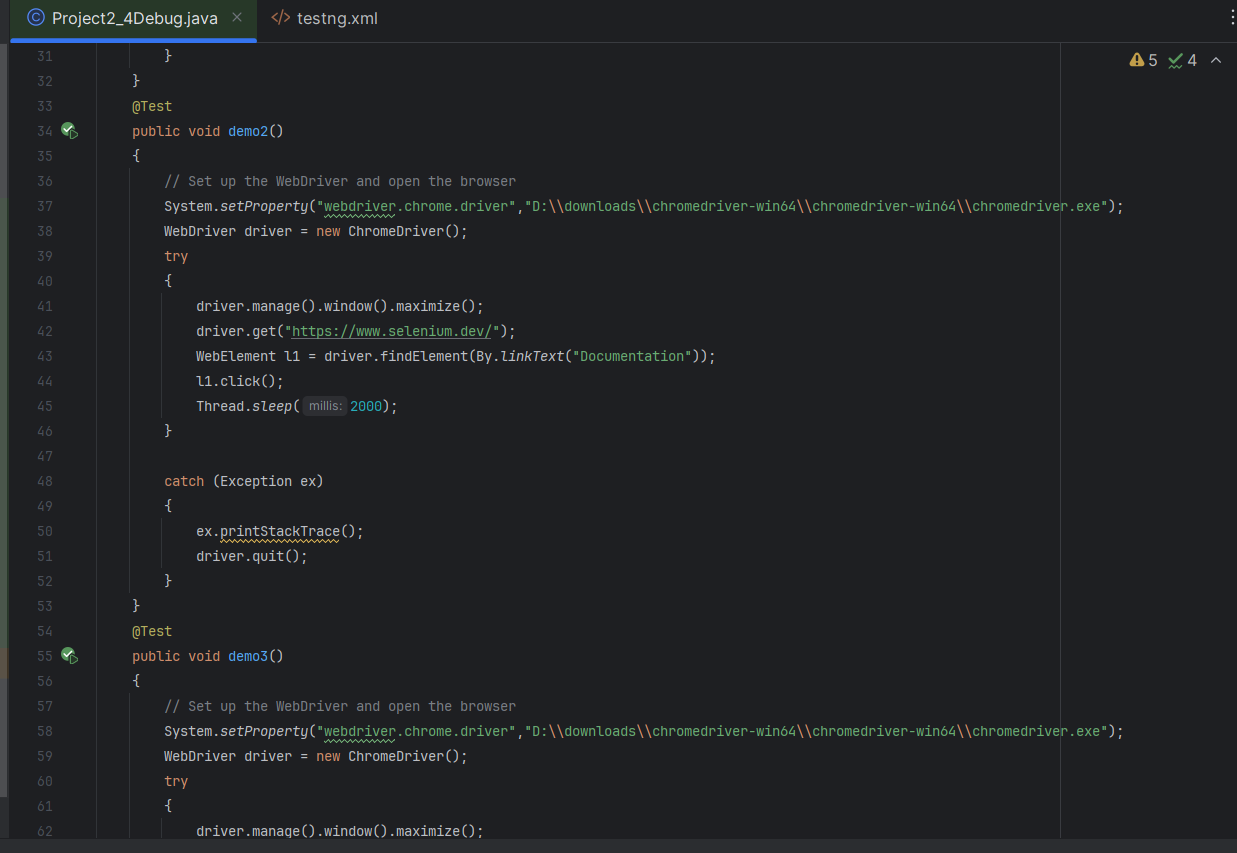 Project2_4Debug.java
testng.xml
5 4
31 }
32 }
33 @Test
34 public void demo2()
35 {
36 // Set up the WebDriver and open the browser
37 System.setProperty("webdriver.chrome.driver","D:\\downloads\\chromedriver-win64\\chromedriver-win64\\chromedriver.exe");
38 WebDriver driver = new ChromeDriver();
39 try
40 {
41 driver.manage().window().maximize();
42 driver.get("https://www.selenium.dev/");
43 WebElement l1 = driver.findElement(By.linkText("Documentation"));
44 l1.click();
45 Thread.sleep( millis: 2000);
46 }
47
48 catch (Exception ex)
49 {
50 ex.printStackTrace();
51 driver.quit();
52 }
53 }
54 @Test
55 public void demo3()
56 {
57 // Set up the WebDriver and open the browser
58 System.setProperty("webdriver.chrome.driver","D:\\downloads\\chromedriver-win64\\chromedriver-win64\\chromedriver.exe");
59 WebDriver driver = new ChromeDriver();
60 try
61 {
62 driver.manage().window().maximize();